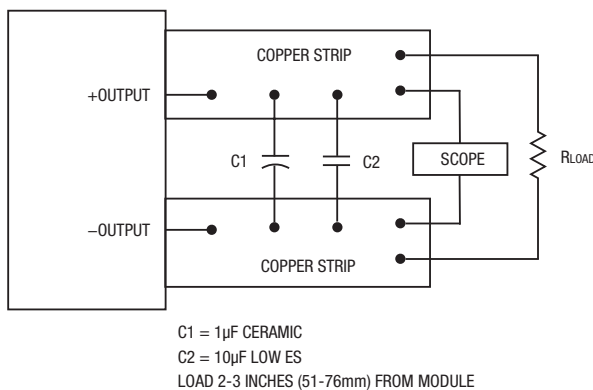 COPPER STRIP
+OUTPUT
C1
C2
SCOPE
RLOAD
−OUTPUT
COPPER STRIP
C1 = 1µF CERAMIC
C2 = 10µF LOW ES
LOAD 2-3 INCHES (51-76mm) FROM MODULE